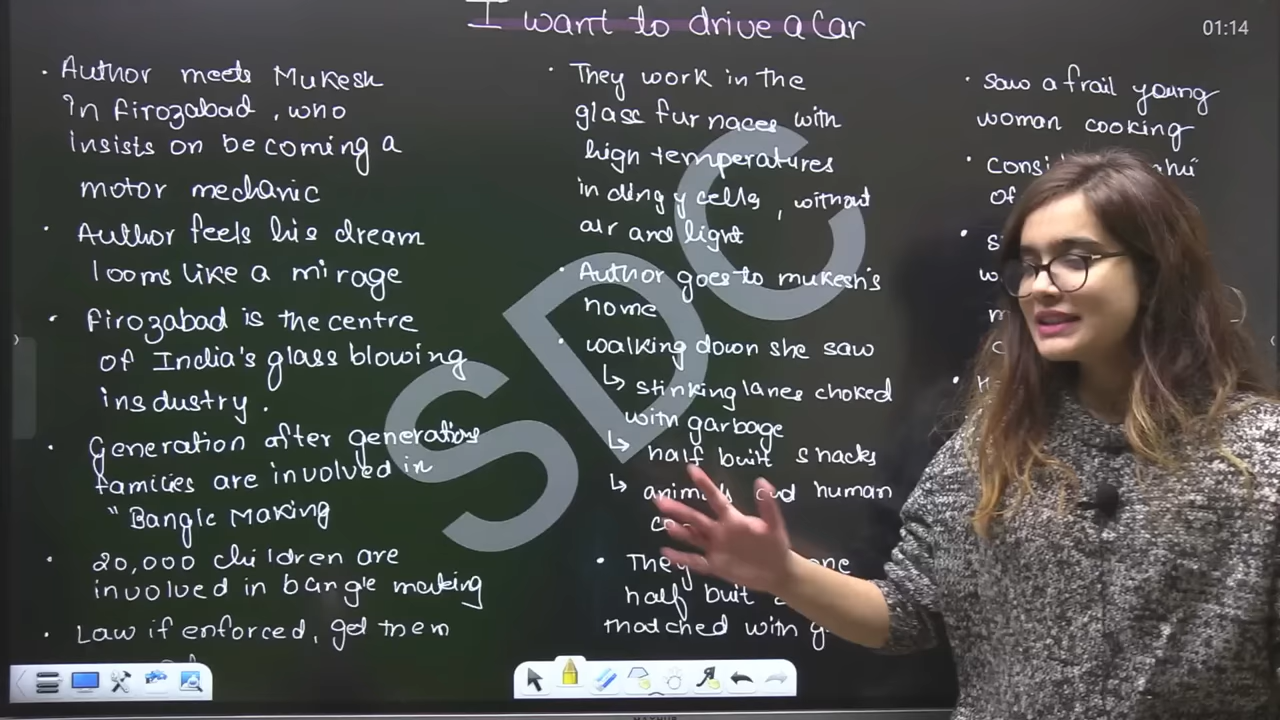 I want to drive a Car
01:14
• Author meets Mukesh
In firozabad, who
insists on becoming a
motor mechanic
• Author feels his dream
looms like a mirage
• firozabad is the centre
of India's glass blowing
insdustry.
• Generation after generations
families are involved in
"Bangle Making
• 20,000 children are
involved in bangle making
• Law if enforced, get them
• They work in the
glass furnaces with
high temperatures
in dingy cells, without
air and light
• Author goes to mukesh's
home
• walking down she saw
↳ stinking lanes choked
with garbage
↳ half built shacks
↳ animals and human
• They
half buit
thatched with g
• saw a frail young
woman cooking
•
of
•
•
SDC